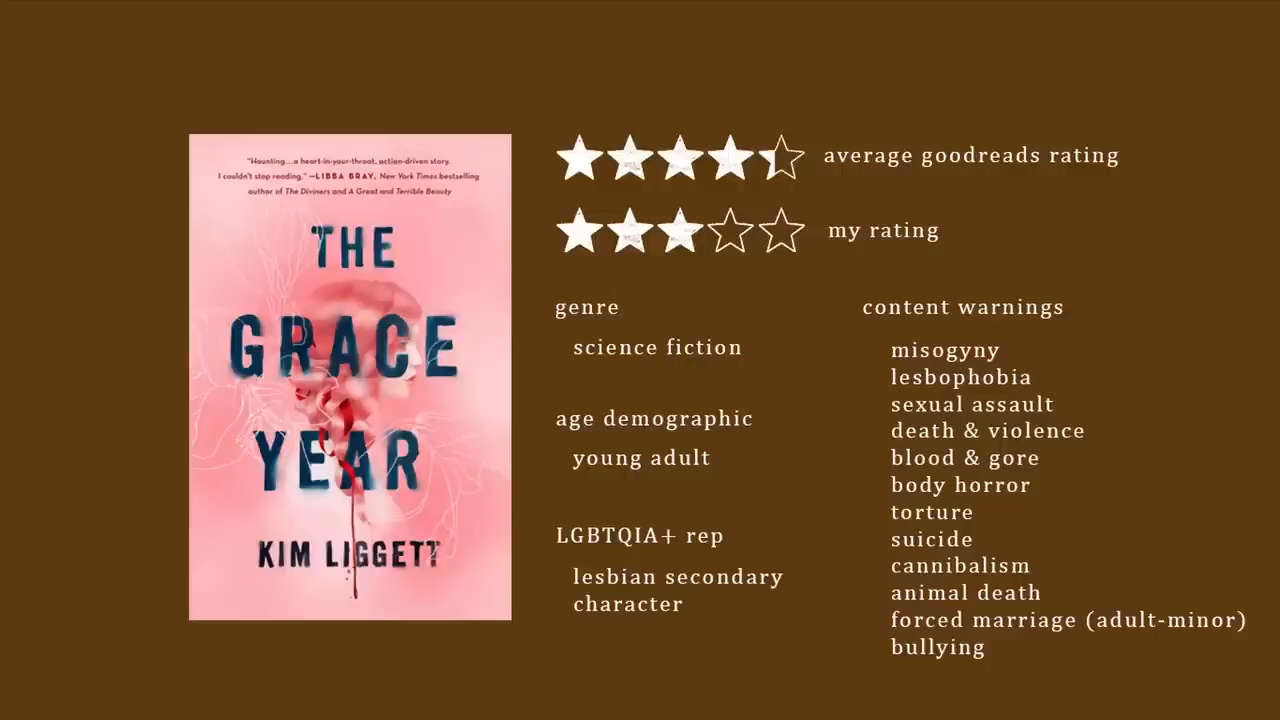 "Haunting...a heart-in-your-throat, action-driven story.
I couldn't stop reading." —LIBBA BRAY, New York Times bestselling
author of The Diviners and A Great and Terrible Beauty
THE
GRACE
YEAR
KIM LIGGETT
average goodreads rating
my rating
genre
science fiction
age demographic
young adult
LGBTQIA+ rep
lesbian secondary
character
content warnings
misogyny
lesbophobia
sexual assault
death & violence
blood & gore
body horror
torture
suicide
cannibalism
animal death
forced marriage (adult-minor)
bullying